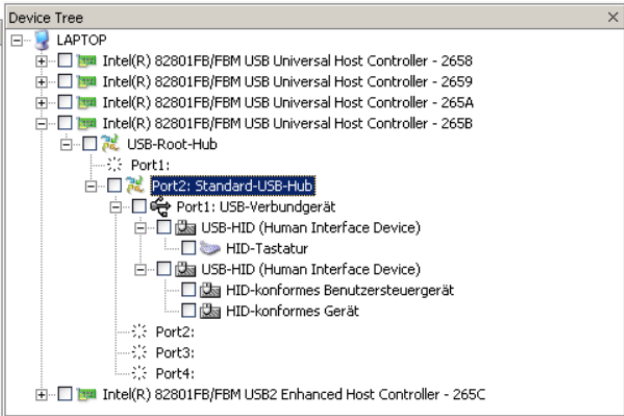 Device Tree
LAPTOP
Intel(R) 82801FB/FBM USB Universal Host Controller - 2658
Intel(R) 82801FB/FBM USB Universal Host Controller - 2659
Intel(R) 82801FB/FBM USB Universal Host Controller - 265A
Intel(R) 82801FB/FBM USB Universal Host Controller - 265B
USB-Root-Hub
Port1:
Port2: Standard-USB-Hub
Port1: USB-Verbundgerät
USB-HID (Human Interface Device)
HID-Tastatur
USB-HID (Human Interface Device)
HID-konformes Benutzersteuergerät
HID-konformes Gerät
Port2:
Port3:
Port4:
Intel(R) 82801FB/FBM USB2 Enhanced Host Controller - 265C